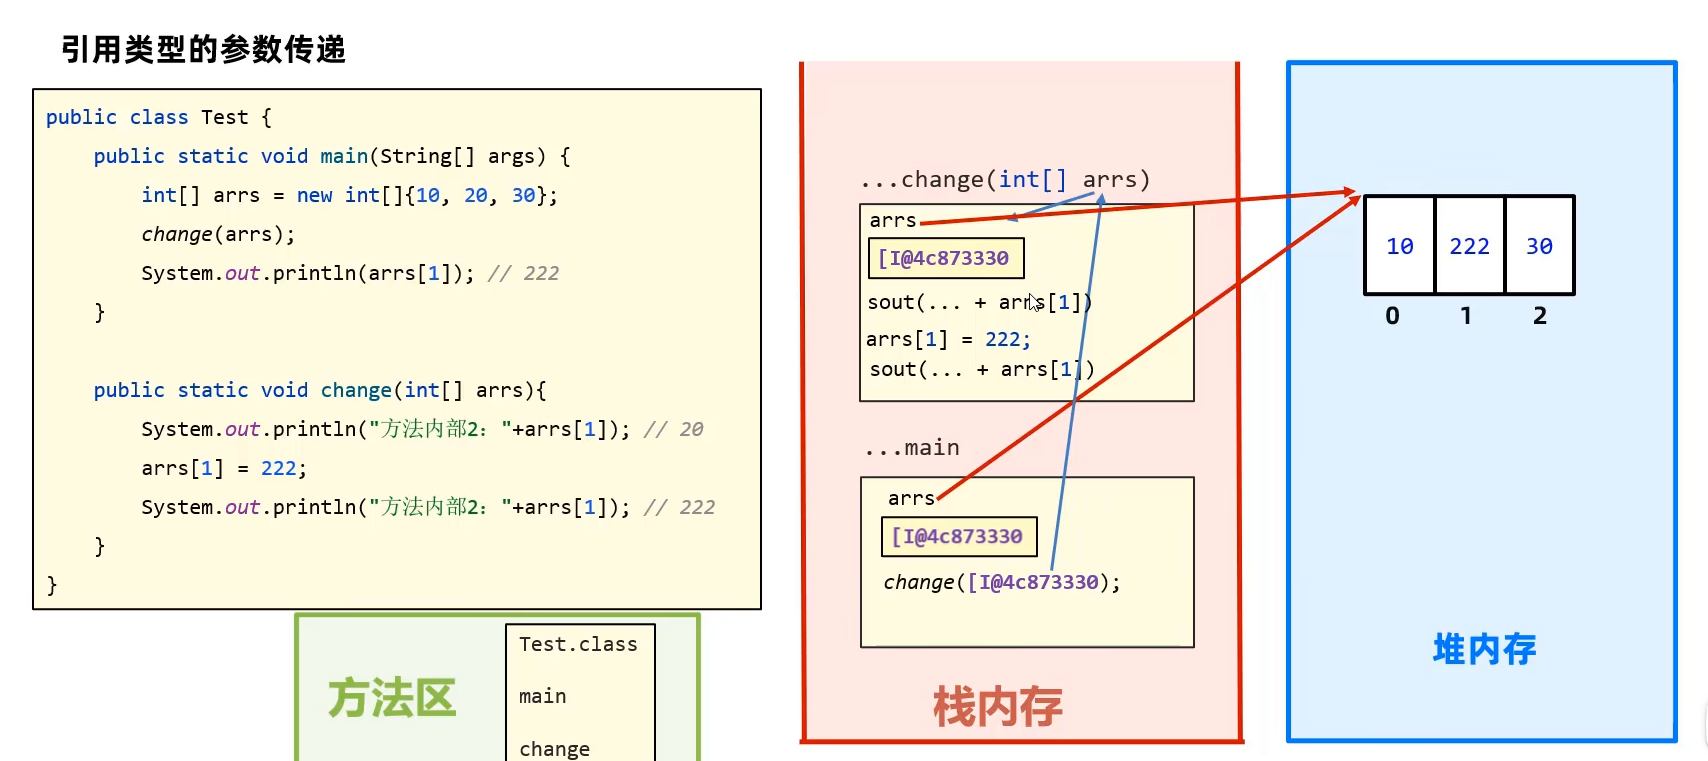 引用类型的参数传递
public class Test {
public static void main(String[] args) {
int[] arrs = new int[]{10, 20, 30};
change(arrs);
System.out.println(arrs[1]); // 222
}
public static void change(int[] arrs){
System.out.println("方法内部2："+arrs[1]); // 20
arrs[1] = 222;
System.out.println("方法内部2："+arrs[1]); // 222
}
}
方法区
Test.class
main
change
...change(int[] arrs)
arrs
[I@4c873330
sout(... + arrs[1])
arrs[1] = 222;
sout(... + arrs[1])
...main
arrs
[I@4c873330
change([I@4c873330);
栈内存
10 222 30
0 1 2
堆内存